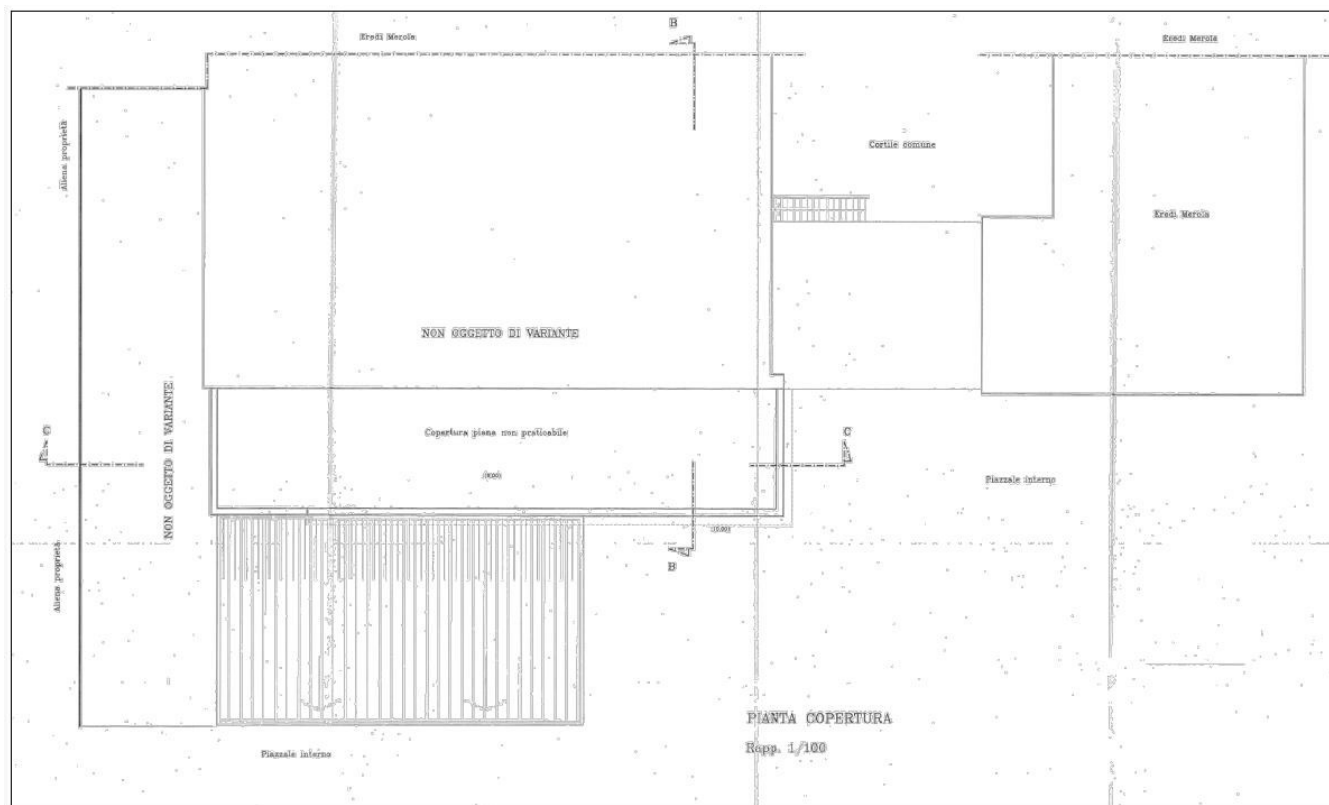 B
Eredi Merola
Eredi Merola
Aliena proprietà
Cortile comune
Eredi Merola
NON OGGETTO DI VARIANTE
NON OGGETTO DI VARIANTE
C
Copertura piana non praticabile
C
Piazzale interno
B
Aliena proprietà
PIANTA COPERTURA
Rapp. 1/100
Piazzale interno